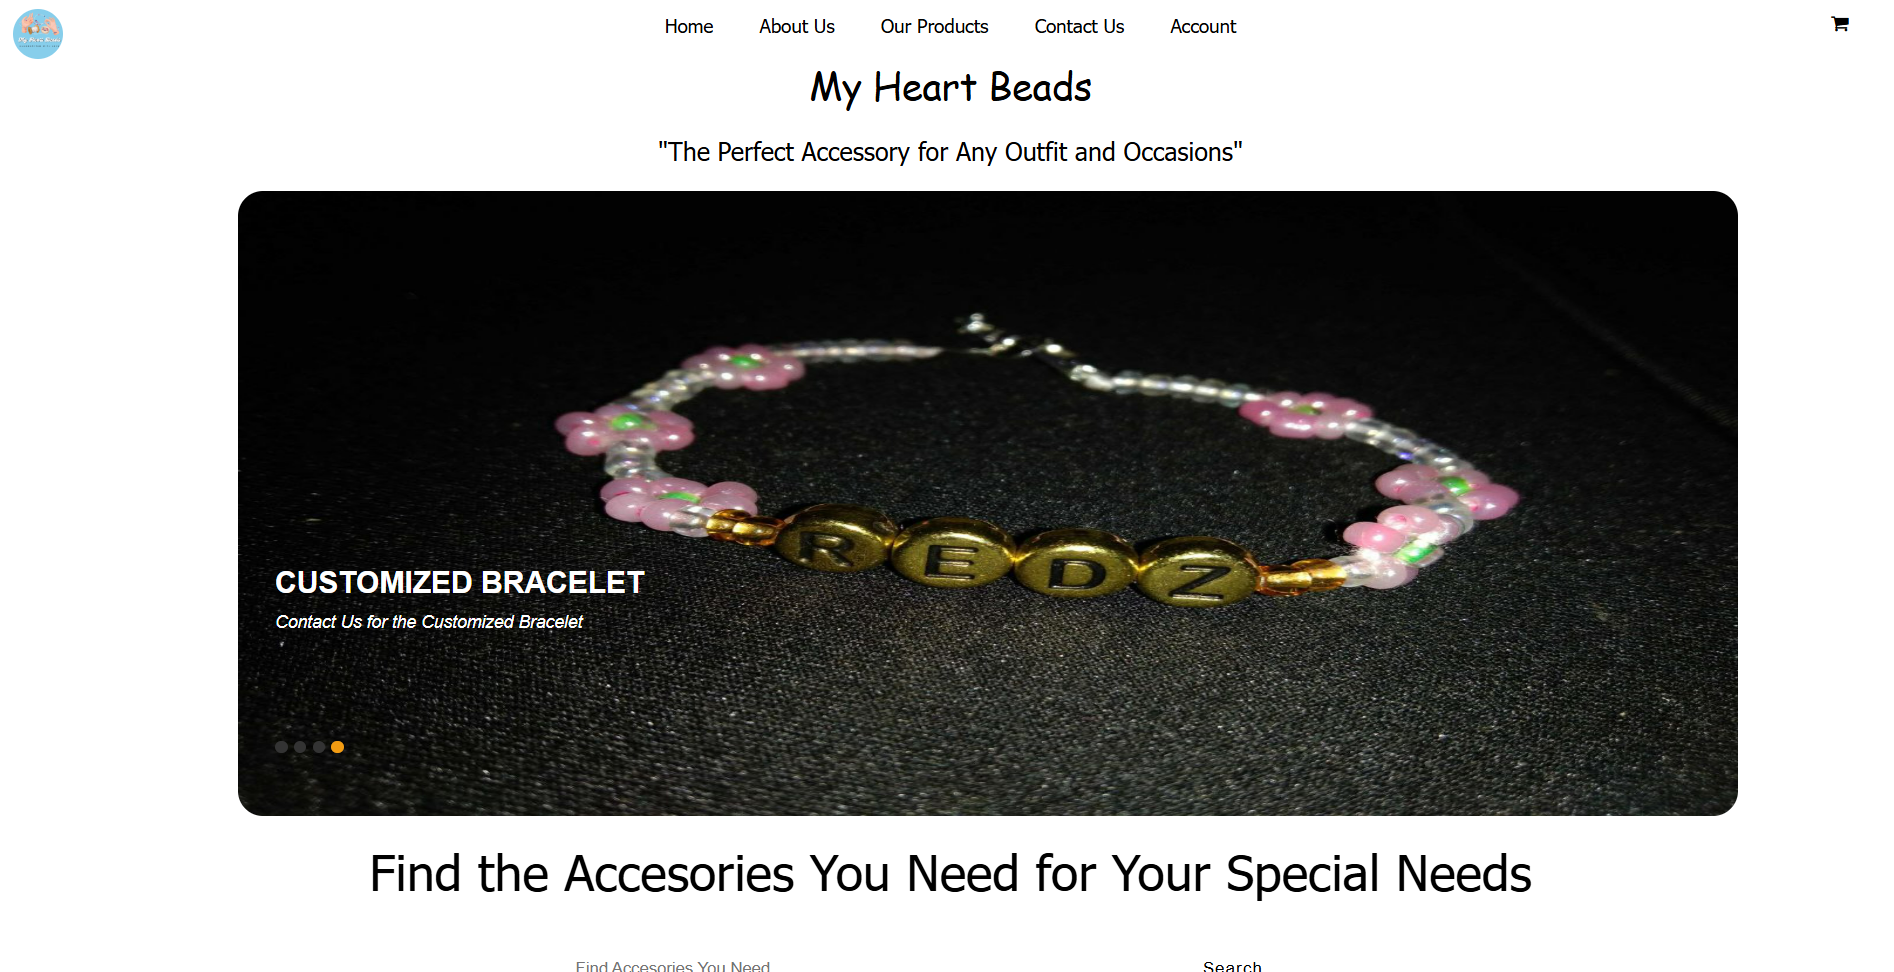 Home About Us Our Products Contact Us Account
My Heart Beads
"The Perfect Accessory for Any Outfit and Occasions"
REDZ
CUSTOMIZED BRACELET
Contact Us for the Customized Bracelet
Find the Accesories You Need for Your Special Needs
Find Accesories You Need Search